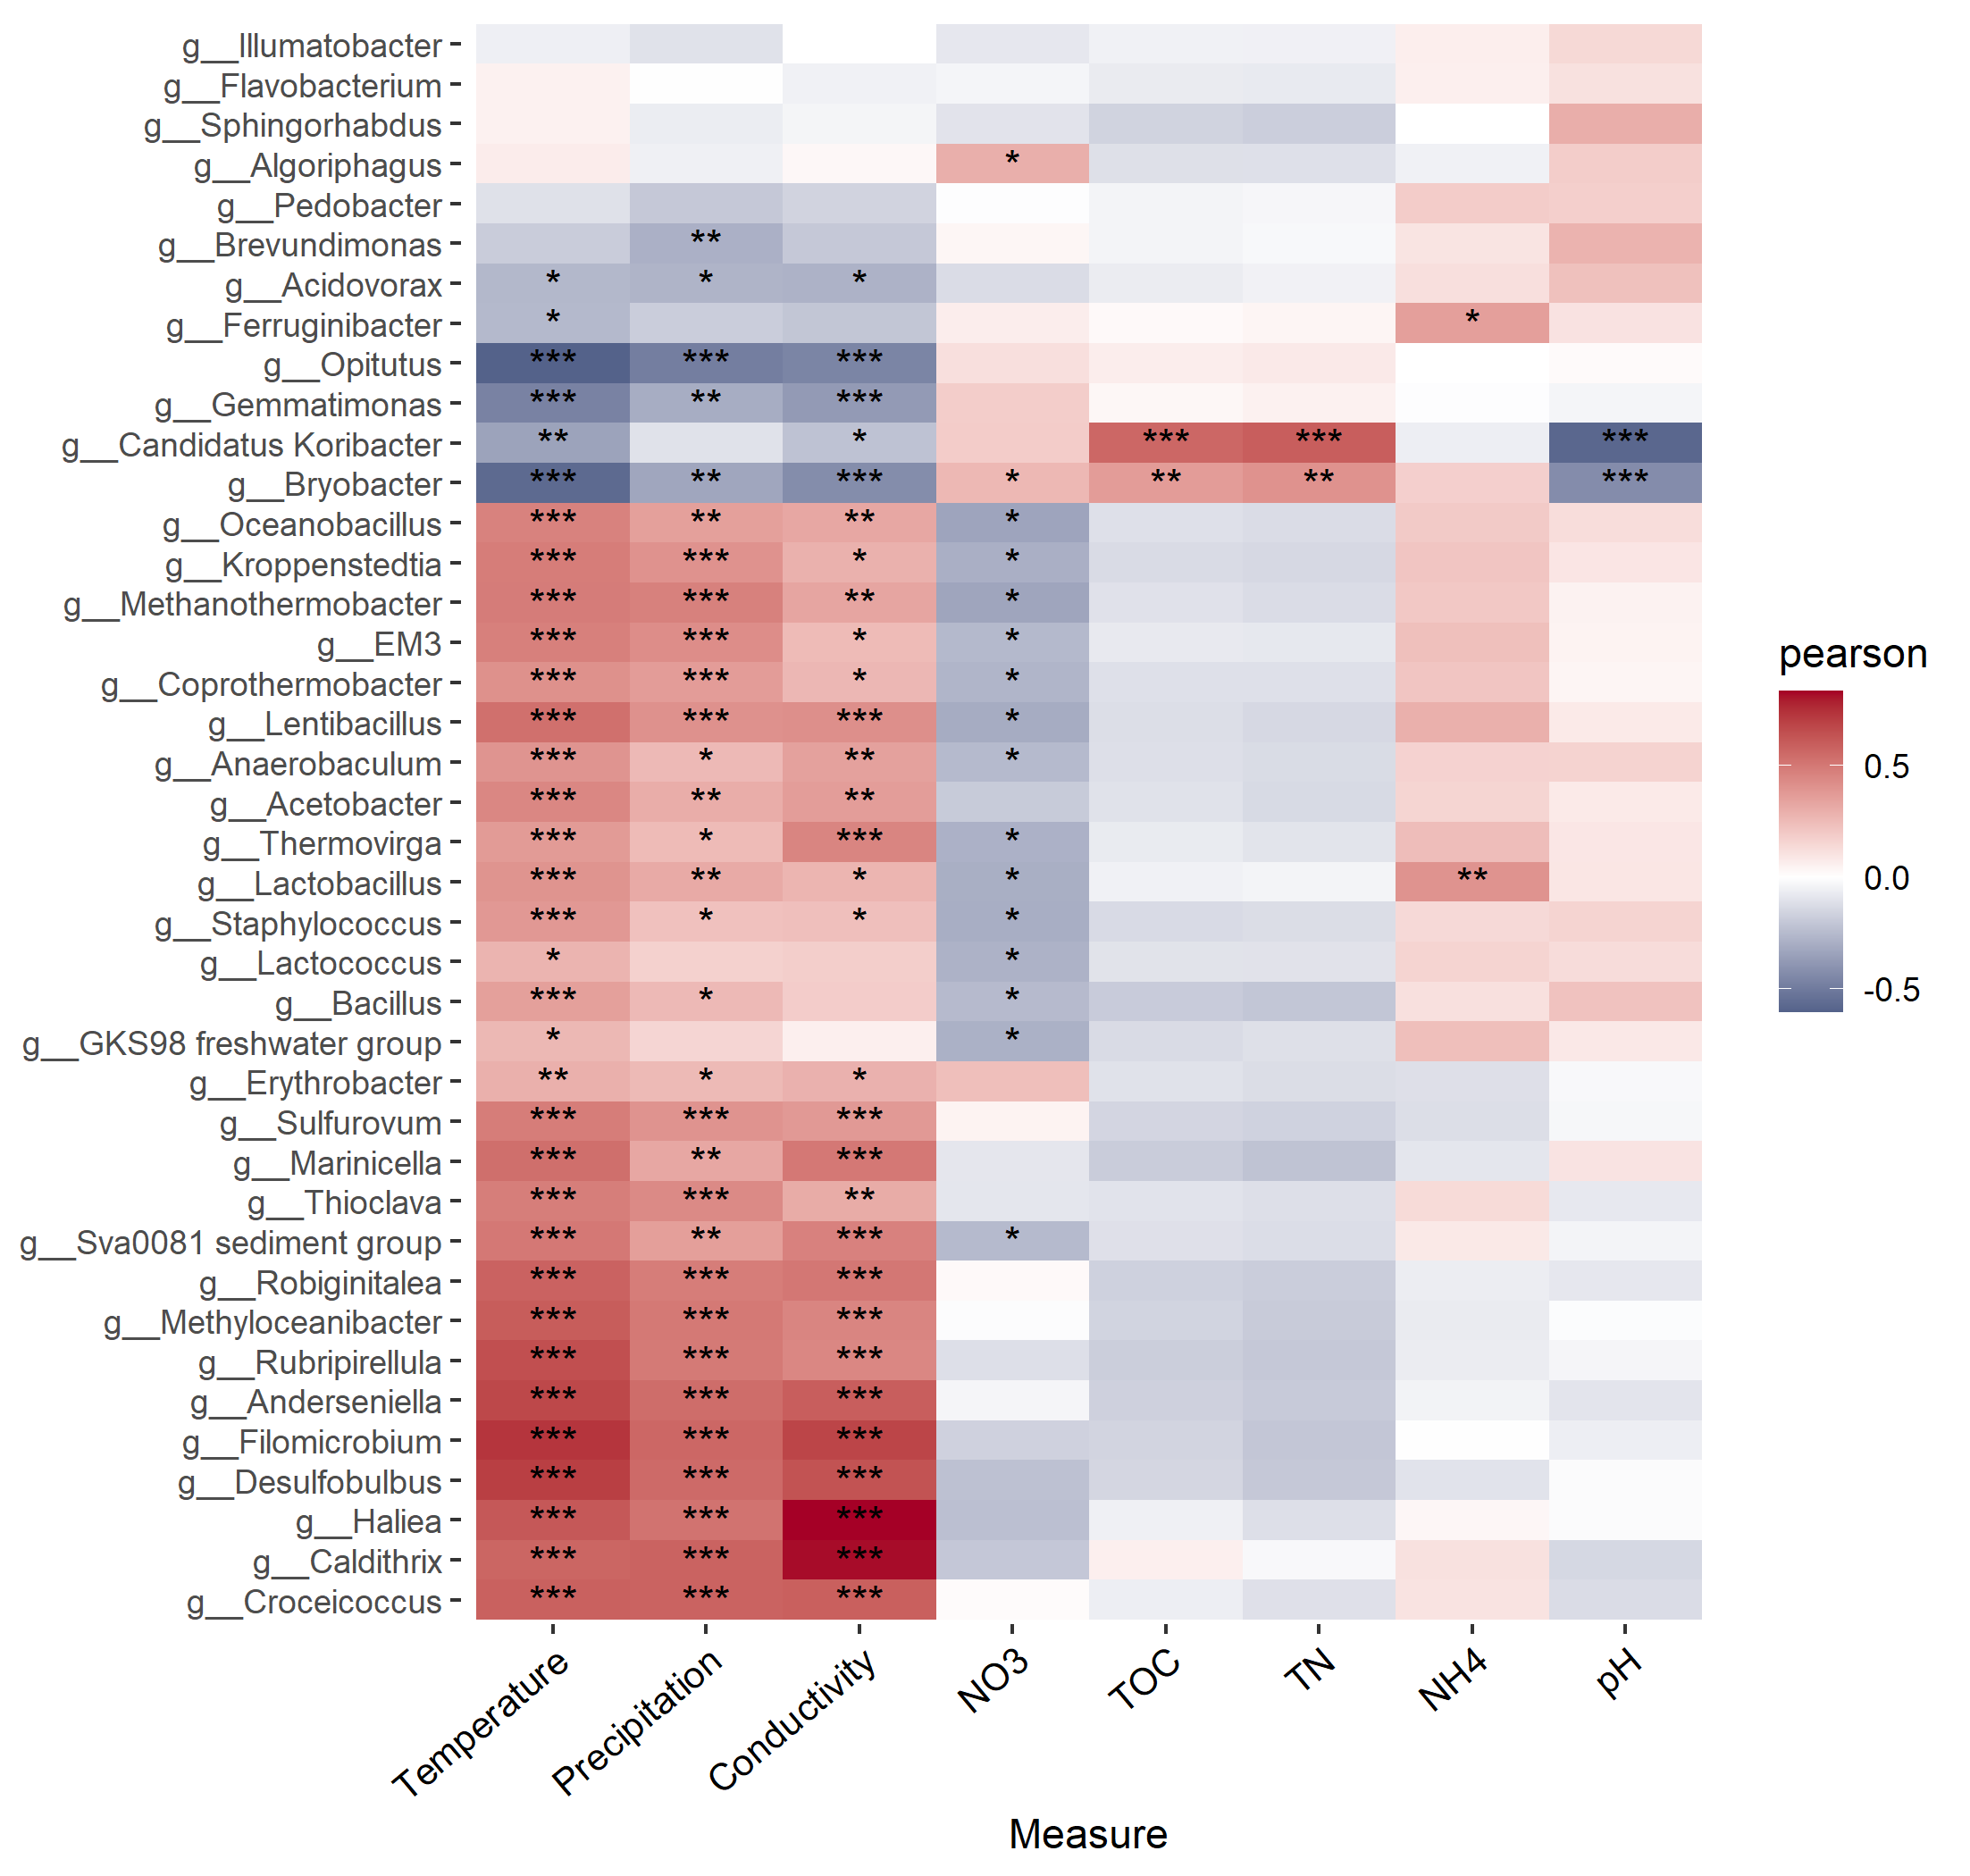 g__Illumatobacter
g__Flavobacterium
g__Sphingorhabdus
g__Algoriphagus *
g__Pedobacter
g__Brevundimonas **
g__Acidovorax * * *
g__Ferruginibacter * *
g__Opitutus *** *** ***
g__Gemmatimonas *** ** ***
g__Candidatus Koribacter ** * *** *** ***
g__Bryobacter *** ** *** * ** ** ***
g__Oceanobacillus *** ** ** *
g__Kroppenstedtia *** *** * *
g__Methanothermobacter *** *** ** *
g__EM3 *** *** * *
g__Coprothermobacter *** *** * *
g__Lentibacillus *** *** *** *
g__Anaerobaculum *** * ** *
g__Acetobacter *** ** **
g__Thermovirga *** * *** *
g__Lactobacillus *** ** * * **
g__Staphylococcus *** * * *
g__Lactococcus * *
g__Bacillus *** * *
g__GKS98 freshwater group * *
g__Erythrobacter ** * *
g__Sulfurovum *** *** ***
g__Marinicella *** ** ***
g__Thioclava *** *** **
g__Sva0081 sediment group *** ** *** *
g__Robiginitalea *** *** ***
g__Methyloceanibacter *** *** ***
g__Rubripirellula *** *** ***
g__Anderseniella *** *** ***
g__Filomicrobium *** *** ***
g__Desulfobulbus *** *** ***
g__Haliea *** *** ***
g__Caldithrix *** *** ***
g__Croceicoccus *** *** ***
Temperature Precipitation Conductivity NO3 TOC TN NH4 pH
Measure
pearson
0.5
0.0
-0.5